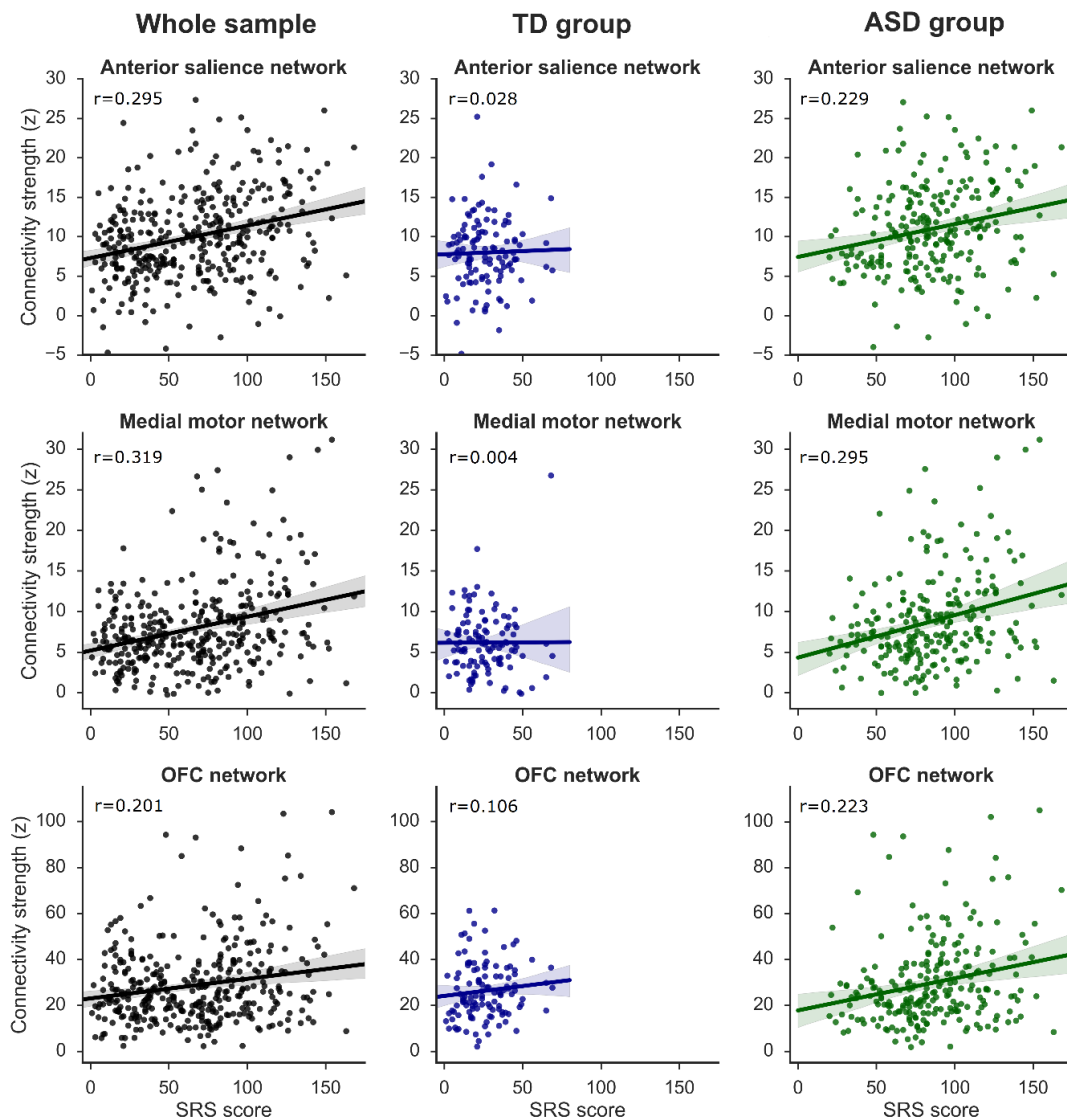 Whole sample
TD group
ASD group
Anterior salience network
Anterior salience network
Anterior salience network
r=0.295
r=0.028
r=0.229
Connectivity strength (z)
30
25
20
15
10
5
0
−5
30
25
20
15
10
5
0
−5
30
25
20
15
10
5
0
−5
0 50 100 150
0 50 100 150
0 50 100 150
Medial motor network
Medial motor network
Medial motor network
r=0.319
r=0.004
r=0.295
Connectivity strength (z)
30
25
20
15
10
5
0
30
25
20
15
10
5
0
30
25
20
15
10
5
0
0 50 100 150
0 50 100 150
0 50 100 150
OFC network
OFC network
OFC network
r=0.201
r=0.106
r=0.223
Connectivity strength (z)
100
80
60
40
20
0
100
80
60
40
20
0
100
80
60
40
20
0
0 50 100 150
0 50 100 150
0 50 100 150
SRS score
SRS score
SRS score